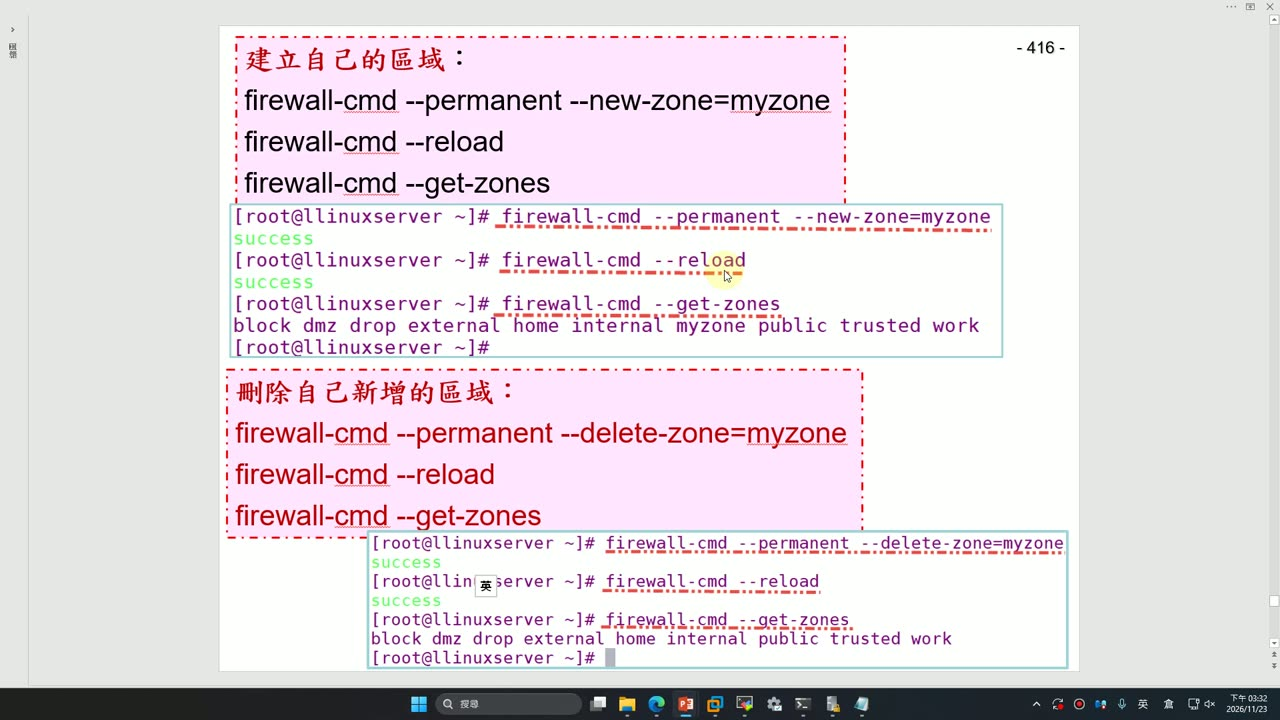 - 416 -
建立自己的區域：
firewall-cmd --permanent --new-zone=myzone
firewall-cmd --reload
firewall-cmd --get-zones
[root@llinuxserver ~]# firewall-cmd --permanent --new-zone=myzone
success
[root@llinuxserver ~]# firewall-cmd --reload
success
[root@llinuxserver ~]# firewall-cmd --get-zones
block dmz drop external home internal myzone public trusted work
[root@llinuxserver ~]#
刪除自己新增的區域：
firewall-cmd --permanent --delete-zone=myzone
firewall-cmd --reload
firewall-cmd --get-zones
[root@llinuxserver ~]# firewall-cmd --permanent --delete-zone=myzone
success
[root@llinuxserver ~]# firewall-cmd --reload
英
success
[root@llinuxserver ~]# firewall-cmd --get-zones
block dmz drop external home internal public trusted work
[root@llinuxserver ~]#
搜尋
英
下午 03:32
2026/11/23